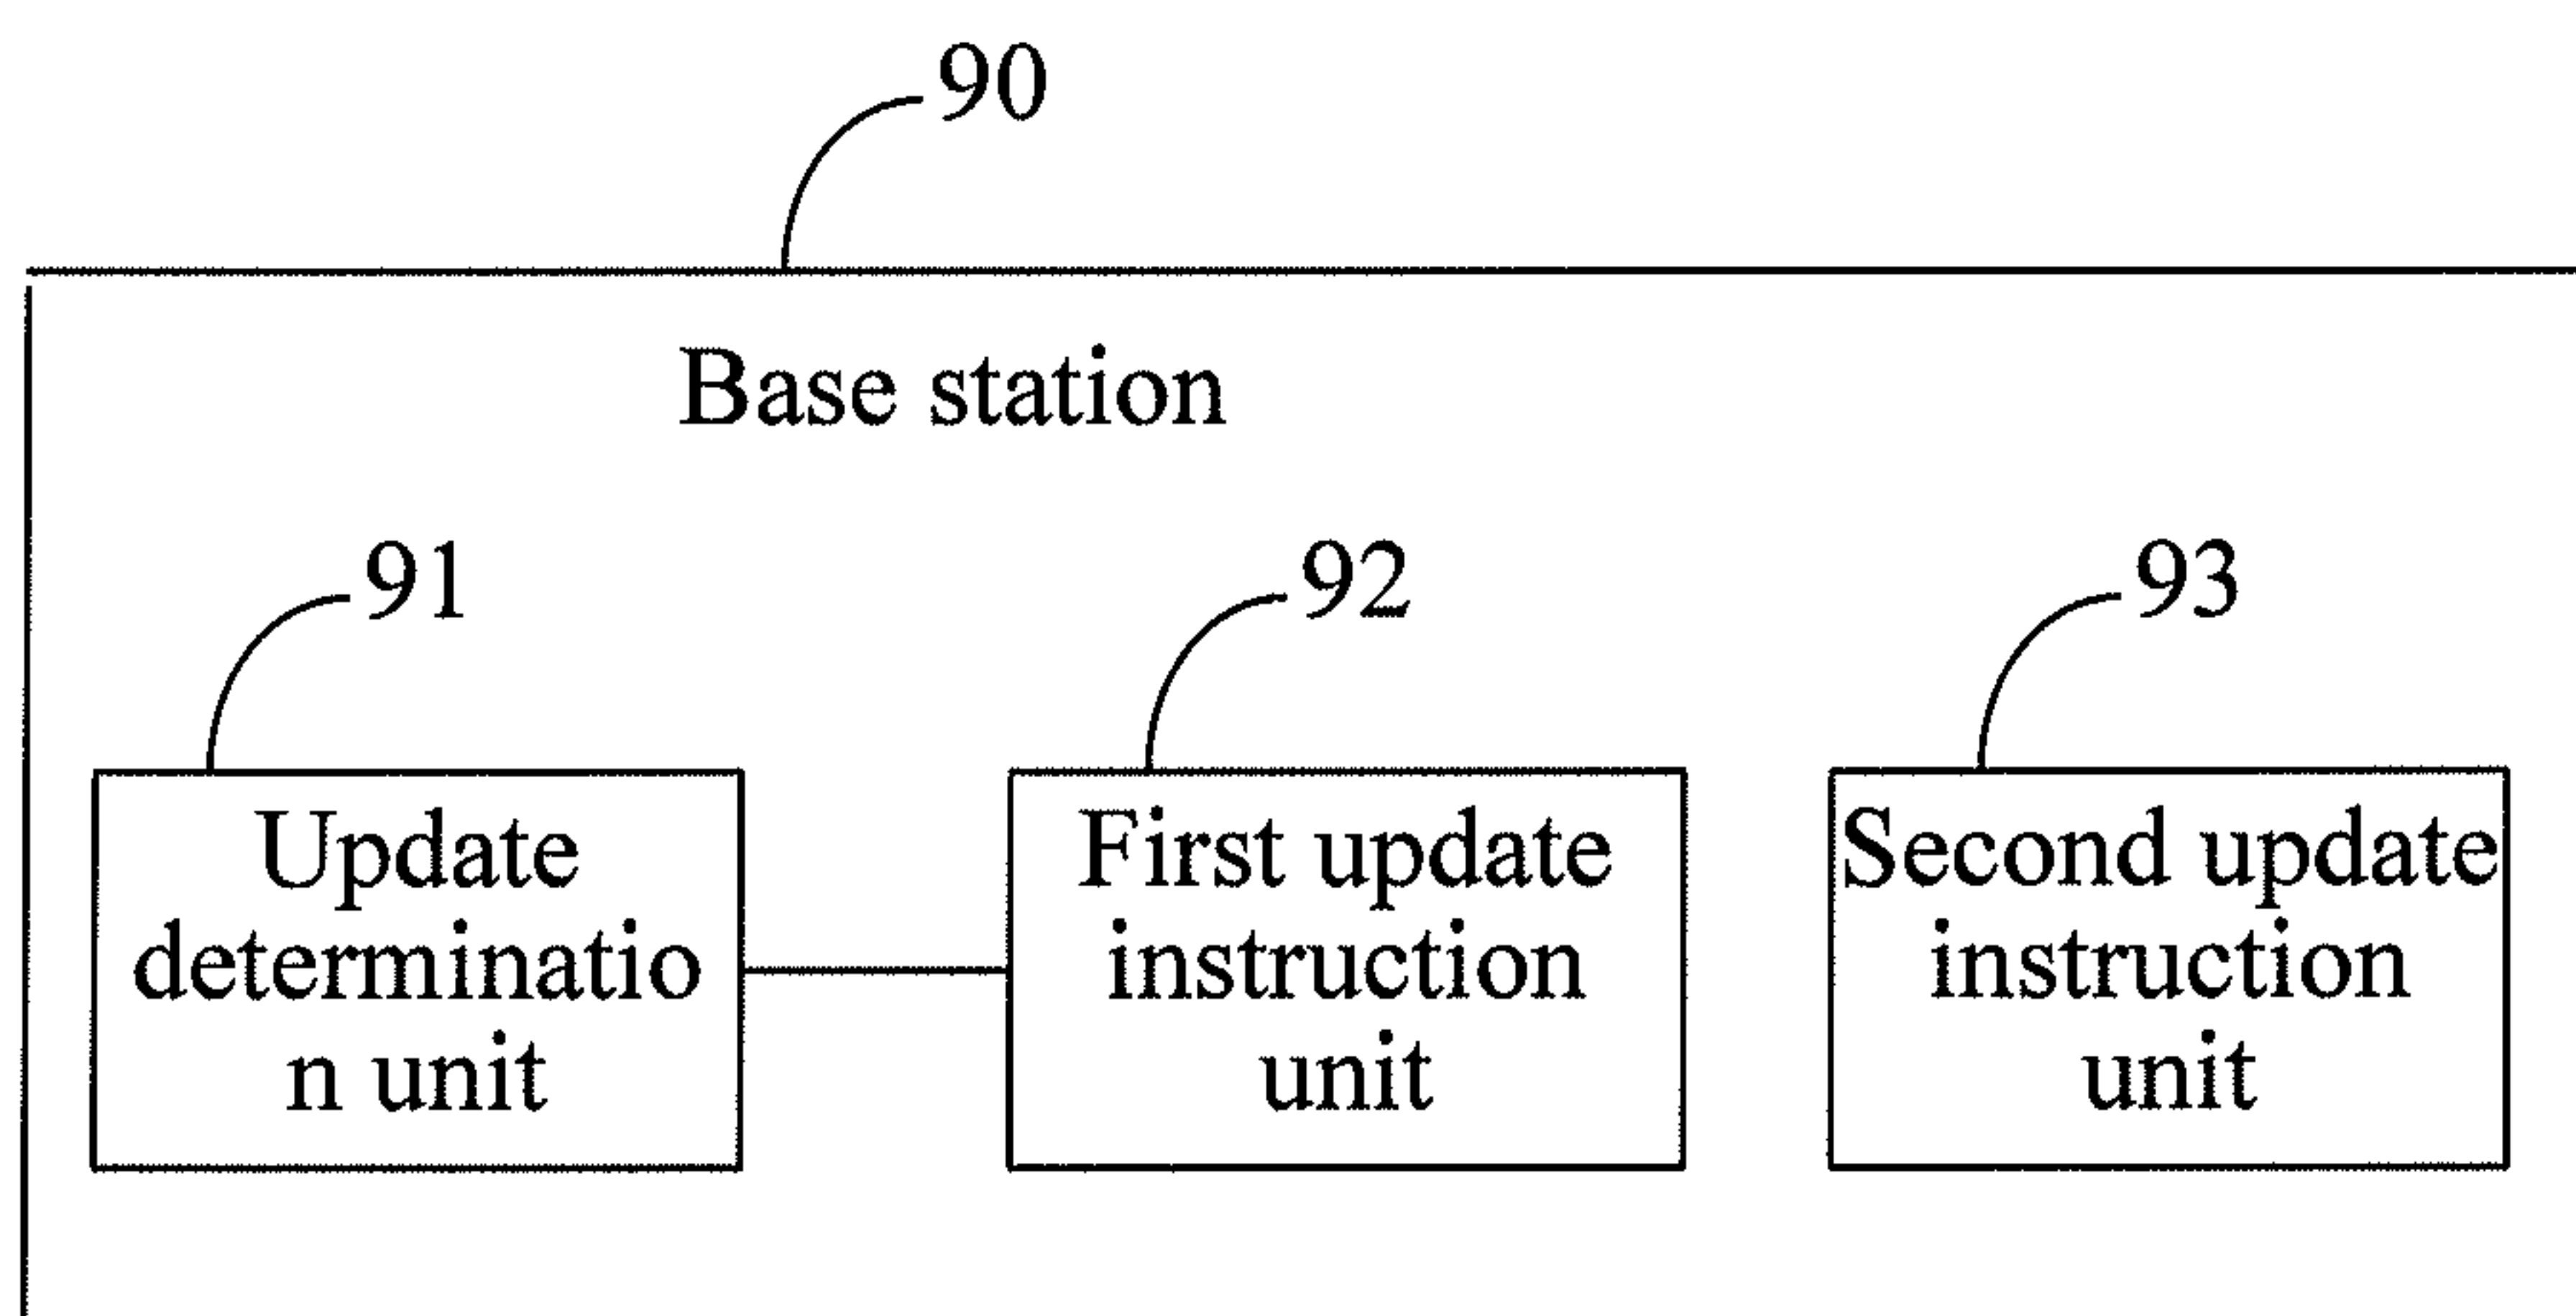 90
Base station
91
92
93
Update
determinatio
n unit
First update
instruction
unit
Second update
instruction
unit